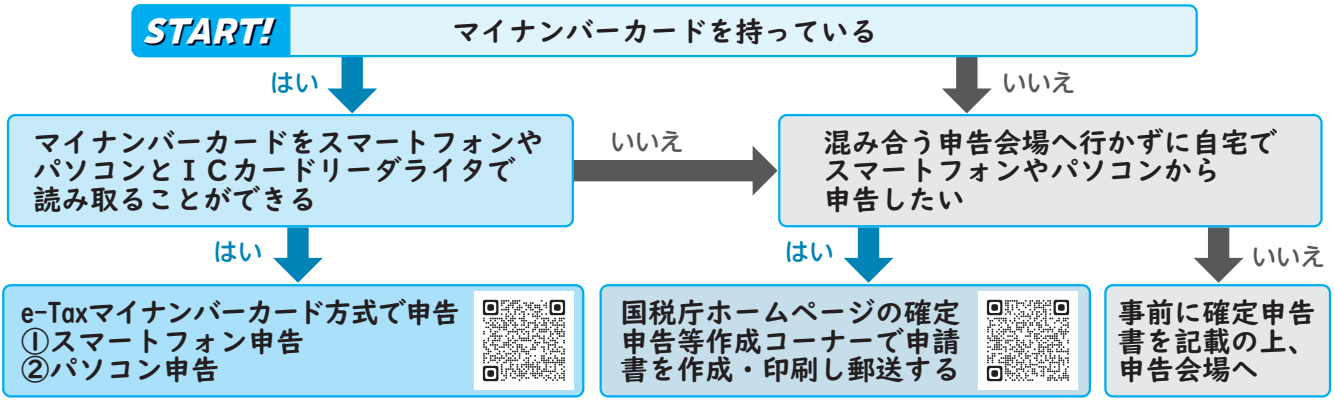 START!
マイナンバーカードを持っている
はい
いいえ
マイナンバーカードをスマートフォンや
パソコンとＩＣカードリーダライタで
読み取ることができる
いいえ
混み合う申告会場へ行かずに自宅で
スマートフォンやパソコンから
申告したい
はい
はい
いいえ
e-Taxマイナンバーカード方式で申告
①スマートフォン申告
②パソコン申告
国税庁ホームページの確定
申告等作成コーナーで申請
書を作成・印刷し郵送する
事前に確定申告
書を記載の上、
申告会場へ